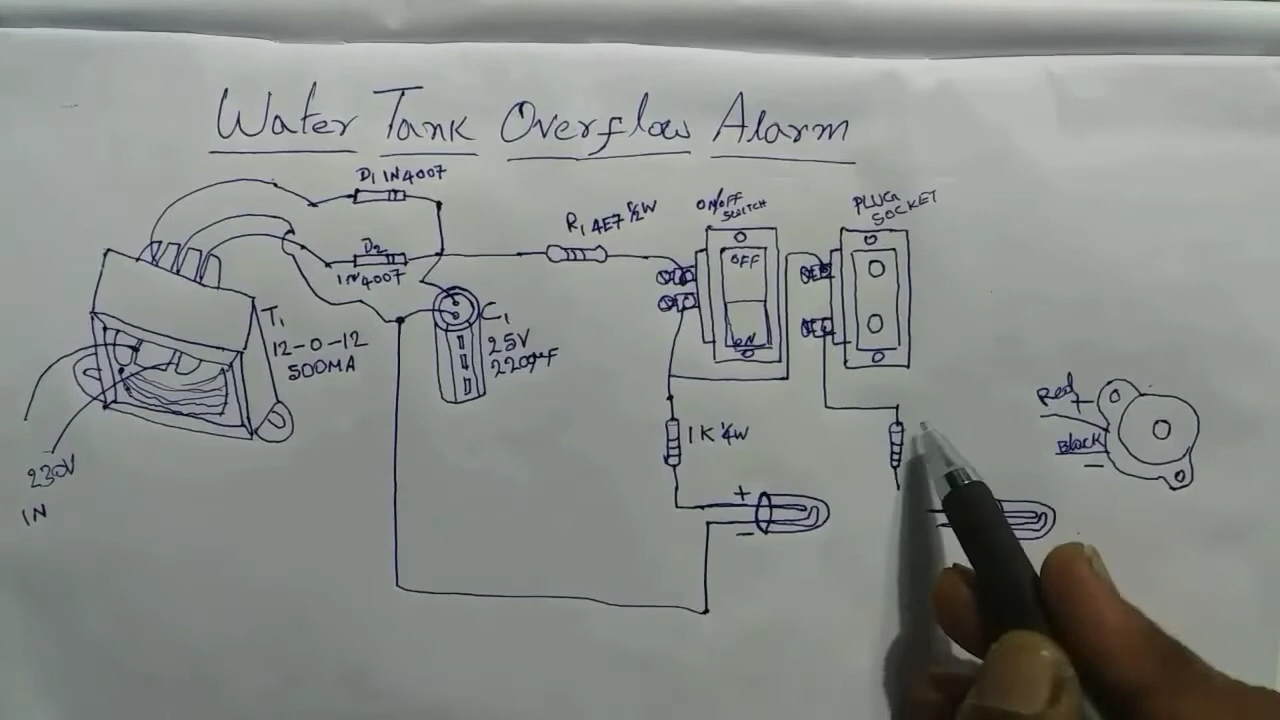 Water Tank Overflow Alarm
D1 1N4007
D2
1N4007
R1 4E7 1/2W
ON/OFF
SWITCH
PLUG
SOCKET
OFF
ON
T1
12-0-12
500MA
C1
25V
230V
IN
1K 1/4W
+
−
Red
+
Black
−